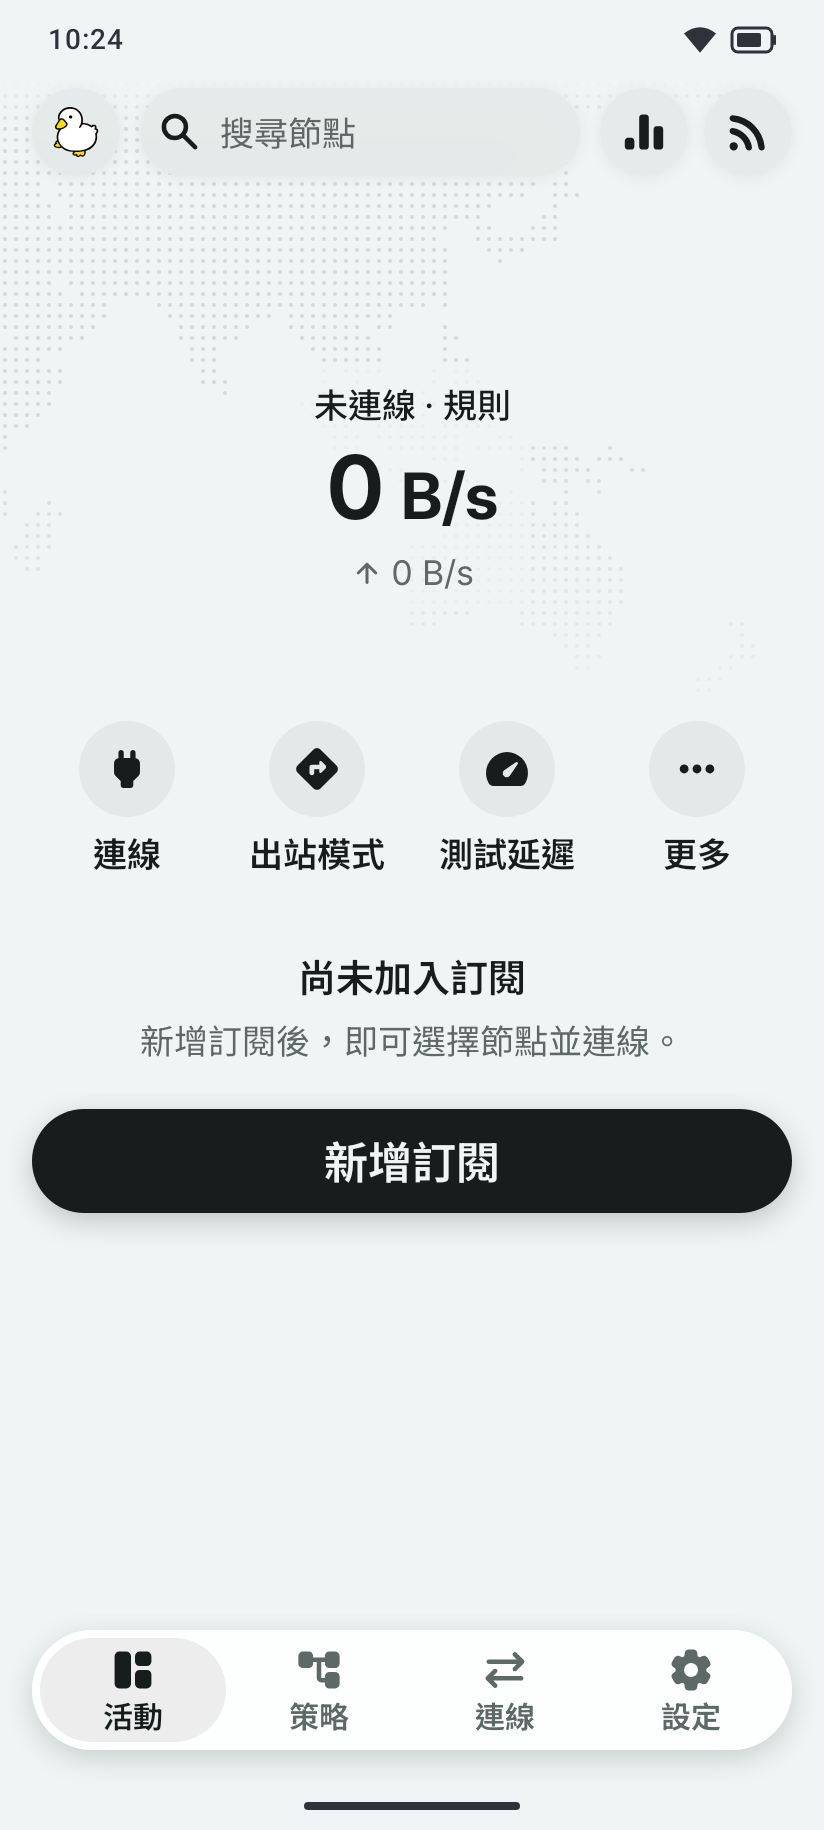 10:24
搜尋節點
未連線 · 規則
0 B/s
↑ 0 B/s
連線
出站模式
測試延遲
更多
尚未加入訂閱
新增訂閱後，即可選擇節點並連線。
新增訂閱
活動
策略
連線
設定